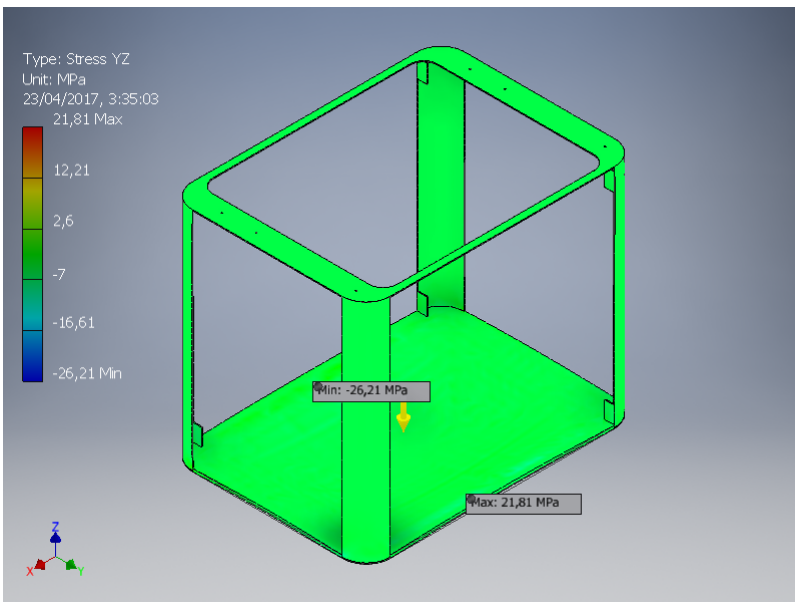 Type: Stress YZ
Unit: MPa
23/04/2017, 3:35:03
21,81 Max
12,21
2,6
-7
-16,61
-26,21 Min
Min: -26,21 MPa
Max: 21,81 MPa
Z
X
Y